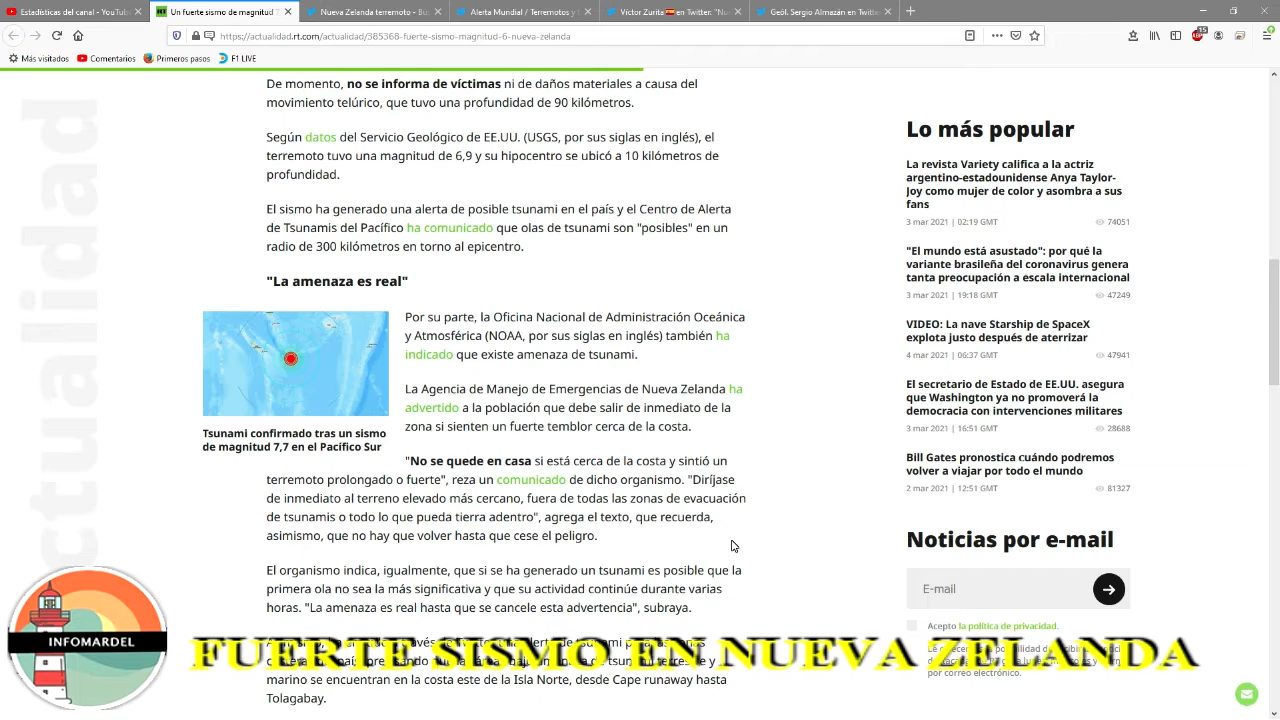 Estadísticas del canal - YouTube
Un fuerte sismo de magnitud
Nueva Zelanda terremoto - Bús
Alerta Mundial / Terremotos y
Víctor Zurita en Twitter: "Nu
Geól. Sergio Almazán en Twitter
https://actualidad.rt.com/actualidad/385368-fuerte-sismo-magnitud-6-nueva-zelanda
Más visitados
Comentarios
Primeros pasos
F1 LIVE
actualidad
De momento, no se informa de víctimas ni de daños materiales a causa del
movimiento telúrico, que tuvo una profundidad de 90 kilómetros.
Según datos del Servicio Geológico de EE.UU. (USGS, por sus siglas en inglés), el
terremoto tuvo una magnitud de 6,9 y su hipocentro se ubicó a 10 kilómetros de
profundidad.
El sismo ha generado una alerta de posible tsunami en el país y el Centro de Alerta
de Tsunamis del Pacífico ha comunicado que olas de tsunami son "posibles" en un
radio de 300 kilómetros en torno al epicentro.
"La amenaza es real"
Por su parte, la Oficina Nacional de Administración Oceánica
y Atmosférica (NOAA, por sus siglas en inglés) también ha
indicado que existe amenaza de tsunami.
La Agencia de Manejo de Emergencias de Nueva Zelanda ha
advertido a la población que debe salir de inmediato de la
zona si sienten un fuerte temblor cerca de la costa.
Tsunami confirmado tras un sismo
de magnitud 7,7 en el Pacífico Sur
"No se quede en casa si está cerca de la costa y sintió un
terremoto prolongado o fuerte", reza un comunicado de dicho organismo. "Diríjase
de inmediato al terreno elevado más cercano, fuera de todas las zonas de evacuación
de tsunamis o todo lo que pueda tierra adentro", agrega el texto, que recuerda,
asimismo, que no hay que volver hasta que cese el peligro.
El organismo indica, igualmente, que si se ha generado un tsunami es posible que la
primera ola no sea la más significativa y que su actividad continúe durante varias
horas. "La amenaza es real hasta que se cancele esta advertencia", subraya.
marino se encuentran en la costa este de la Isla Norte, desde Cape runaway hasta
Tolagabay.
Lo más popular
La revista Variety califica a la actriz
argentino-estadounidense Anya Taylor-
Joy como mujer de color y asombra a sus
fans
3 mar 2021 | 02:19 GMT
74051
"El mundo está asustado": por qué la
variante brasileña del coronavirus genera
tanta preocupación a escala internacional
3 mar 2021 | 19:18 GMT
47249
VIDEO: La nave Starship de SpaceX
explota justo después de aterrizar
4 mar 2021 | 06:37 GMT
47941
El secretario de Estado de EE.UU. asegura
que Washington ya no promoverá la
democracia con intervenciones militares
3 mar 2021 | 16:51 GMT
28688
Bill Gates pronostica cuándo podremos
volver a viajar por todo el mundo
2 mar 2021 | 12:51 GMT
81327
Noticias por e-mail
E-mail
Acepto la política de privacidad.
por correo electrónico.
INFOMARDEL
FUERTE SISMO EN NUEVA ZELANDA